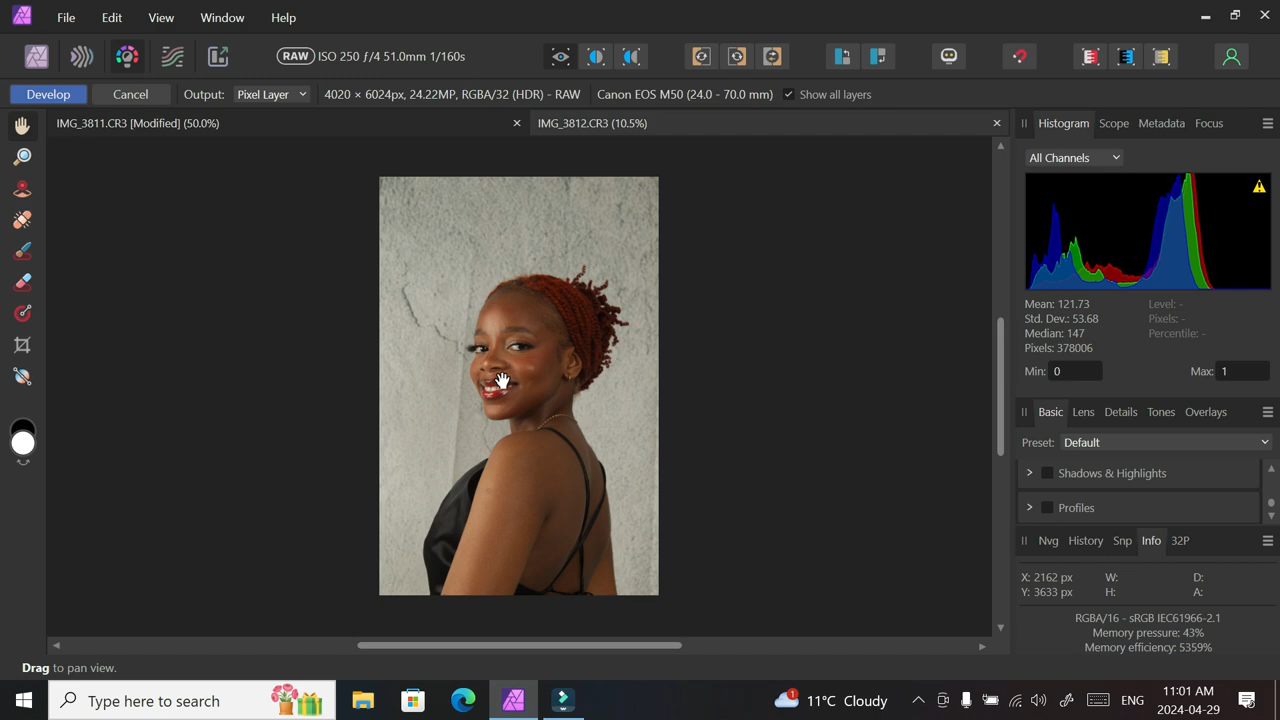 File Edit View Window Help
RAW ISO 250 ƒ/4 51.0mm 1/160s
Develop Cancel Output: Pixel Layer 4020 × 6024px, 24.22MP, RGBA/32 (HDR) - RAW Canon EOS M50 (24.0 - 70.0 mm) Show all layers
IMG_3811.CR3 [Modified] (50.0%) IMG_3812.CR3 (10.5%)
Histogram Scope Metadata Focus
All Channels
Mean: 121.73 Level: -
Std. Dev.: 53.68 Pixels: -
Median: 147 Percentile: -
Pixels: 378006
Min: 0 Max: 1
Basic Lens Details Tones Overlays
Preset: Default
Shadows & Highlights
Profiles
Nvg History Snp Info 32P
X: 2162 px W: D:
Y: 3633 px H: A:
RGBA/16 - sRGB IEC61966-2.1
Memory pressure: 43%
Memory efficiency: 5359%
Drag to pan view.
Type here to search 1 11°C Cloudy ENG 11:01 AM
2024-04-29